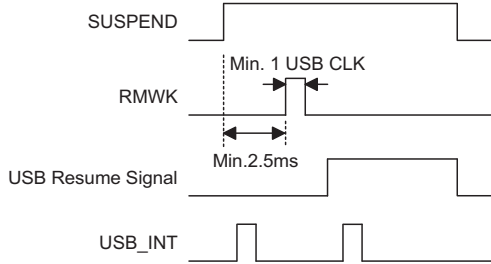 SUSPEND
Min. 1 USB CLK
RMWK
Min.2.5ms
USB Resume Signal
USB_INT